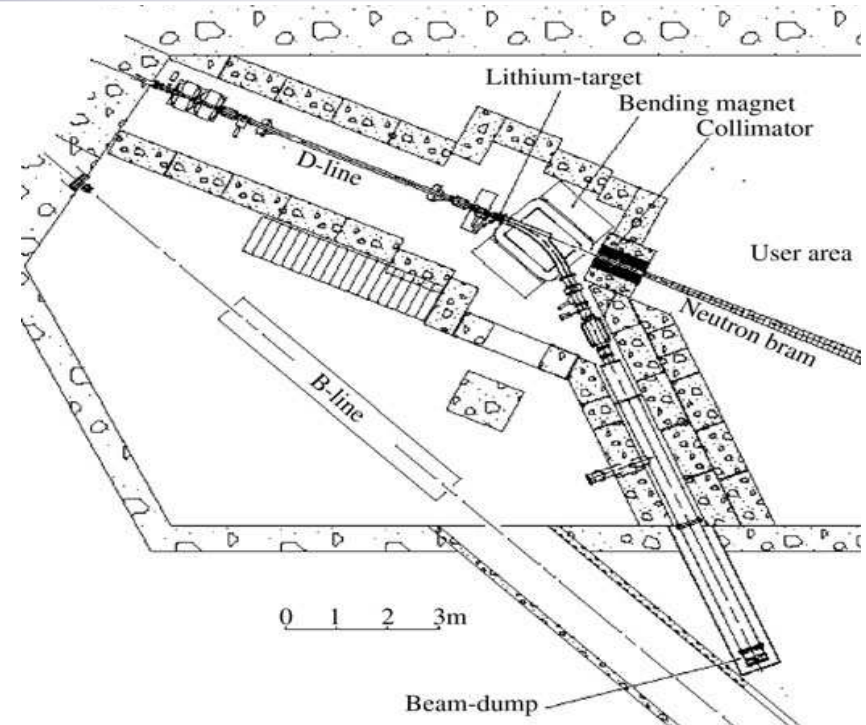 Lithium-target
Bending magnet
Collimator
D-line
User area
Neutron bram
B-line
0 1 2 3m
Beam-dump